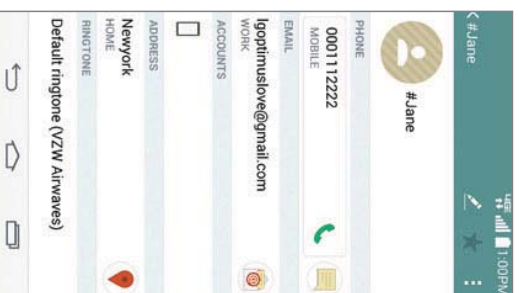 4G 1:00PM
#Jane
#Jane
PHONE
0001112222
MOBILE
EMAIL
lgoptimuslove@gmail.com
WORK
ACCOUNTS
ADDRESS
Newyork
HOME
RINGTONE
Default ringtone (VZW Airwaves)